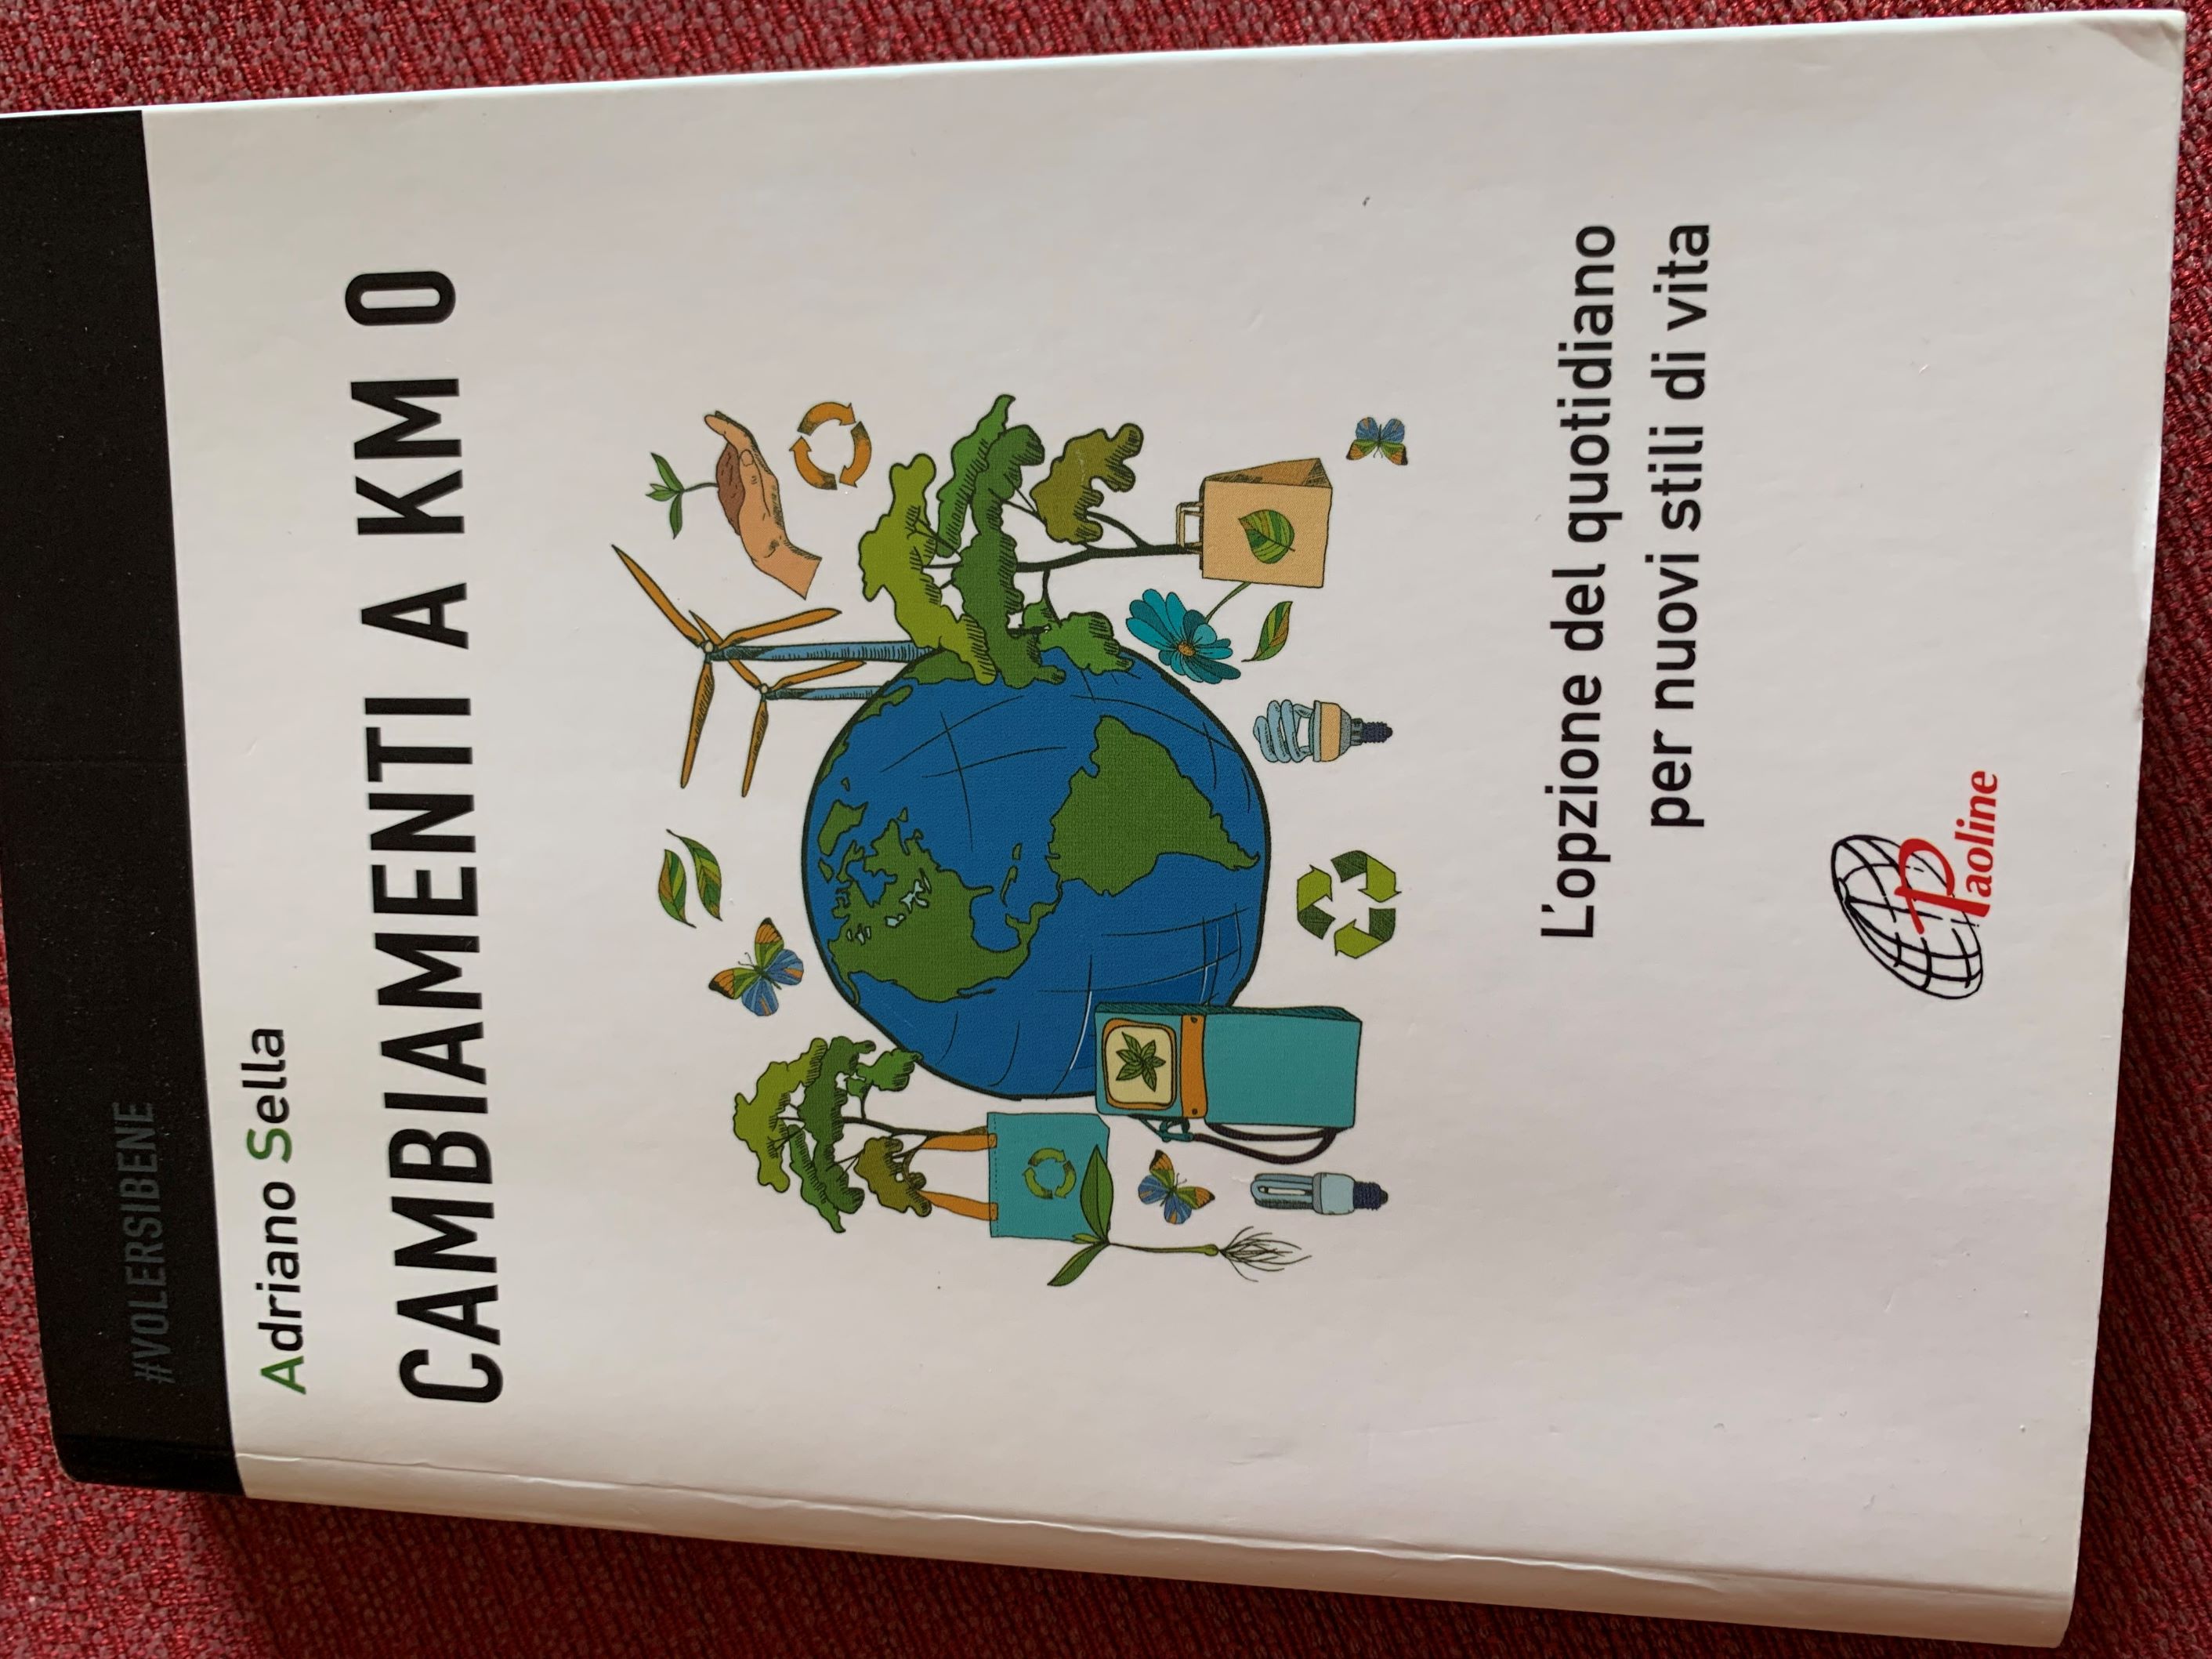 #VOLERSIBENE
Adriano Sella
CAMBIAMENTI A KM 0
L'opzione del quotidiano
per nuovi stili di vita
Paoline